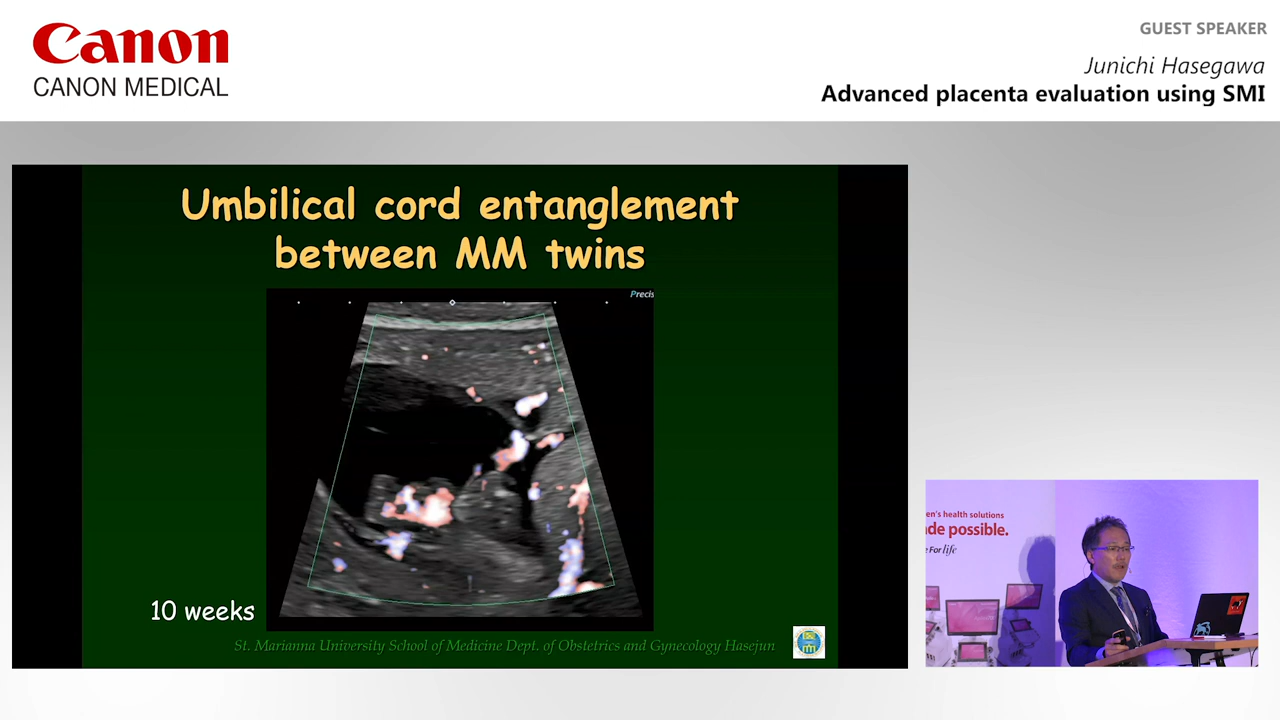 Canon
CANON MEDICAL
GUEST SPEAKER
Junichi Hasegawa
Advanced placenta evaluation using SMI
Umbilical cord entanglement
between MM twins
Precis
10 weeks
St. Marianna University School of Medicine Dept. of Obstetrics and Gynecology Hasejun
en's health solutions
de possible.
e For life